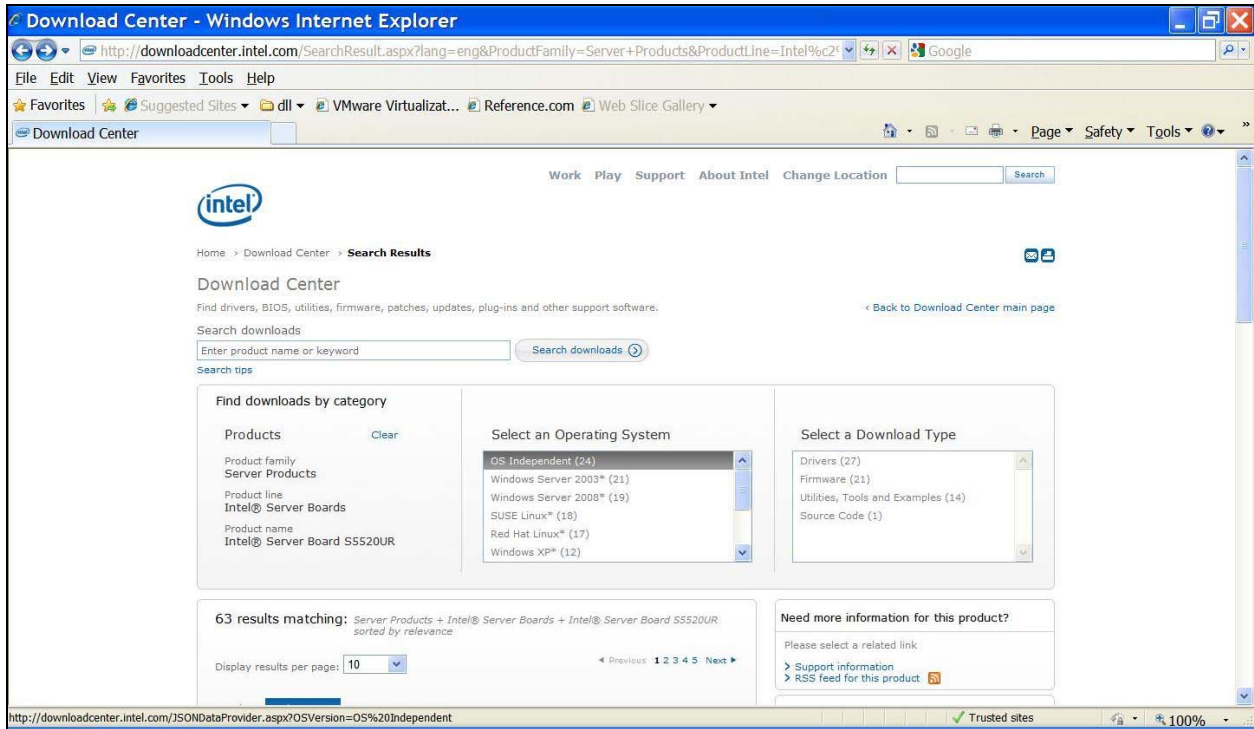 Download Center - Windows Internet Explorer
http://downloadcenter.intel.com/SearchResult.aspx?lang=eng&ProductFamily=Server+Products&ProductLine=Intel%c2%
Google
File Edit View Favorites Tools Help
Favorites Suggested Sites dll VMware Virtualizat... Reference.com Web Slice Gallery
Download Center
Page Safety Tools »
Work Play Support About Intel Change Location Search
intel
Home › Download Center › Search Results
Download Center
Find drivers, BIOS, utilities, firmware, patches, updates, plug-ins and other support software.
‹ Back to Download Center main page
Search downloads
Enter product name or keyword
Search downloads
Search tips
Find downloads by category
Products Clear
Product family
Server Products
Product line
Intel® Server Boards
Product name
Intel® Server Board S5520UR
Select an Operating System
OS Independent (24)
Windows Server 2003* (21)
Windows Server 2008* (19)
SUSE Linux* (18)
Red Hat Linux* (17)
Windows XP* (12)
Select a Download Type
Drivers (27)
Firmware (21)
Utilities, Tools and Examples (14)
Source Code (1)
63 results matching: Server Products + Intel® Server Boards + Intel® Server Board S5520UR
sorted by relevance
Display results per page: 10
Previous 1 2 3 4 5 Next
Need more information for this product?
Please select a related link
Support information
RSS feed for this product
http://downloadcenter.intel.com/JSONDataProvider.aspx?OSVersion=OS%20Independent
Trusted sites
100%